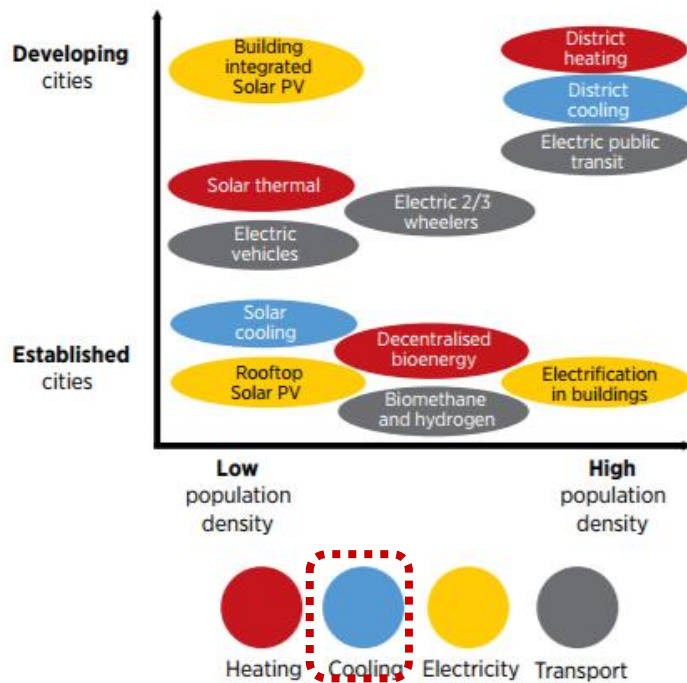 Developing
cities
Building
integrated
Solar PV
District
heating
District
cooling
Electric public
transit
Solar thermal
Electric 2/3
wheelers
Electric
vehicles
Solar
cooling
Established
cities
Decentralised
bioenergy
Rooftop
Solar PV
Electrification
in buildings
Biomethane
and hydrogen
Low
population
density
High
population
density
Heating
Cooling
Electricity
Transport